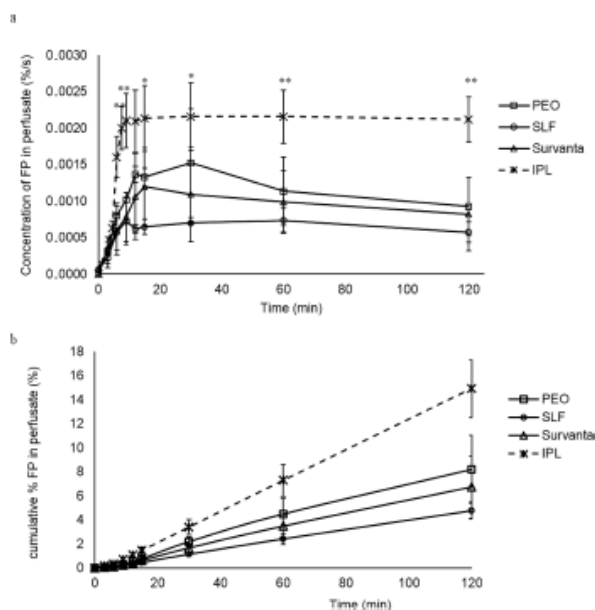 a
Concentration of FP in perfusate (%/s)
0.0030
0.0025
0.0020
0.0015
0.0010
0.0005
0.0000
* * * * * ** **
0 20 40 60 80 100 120
Time (min)
PEO
SLF
Survanta
IPL
b
cumulative % FP in perfusate (%)
18
16
14
12
10
8
6
4
2
0
0 20 40 60 80 100 120
Time (min)
PEO
SLF
Survanta
IPL